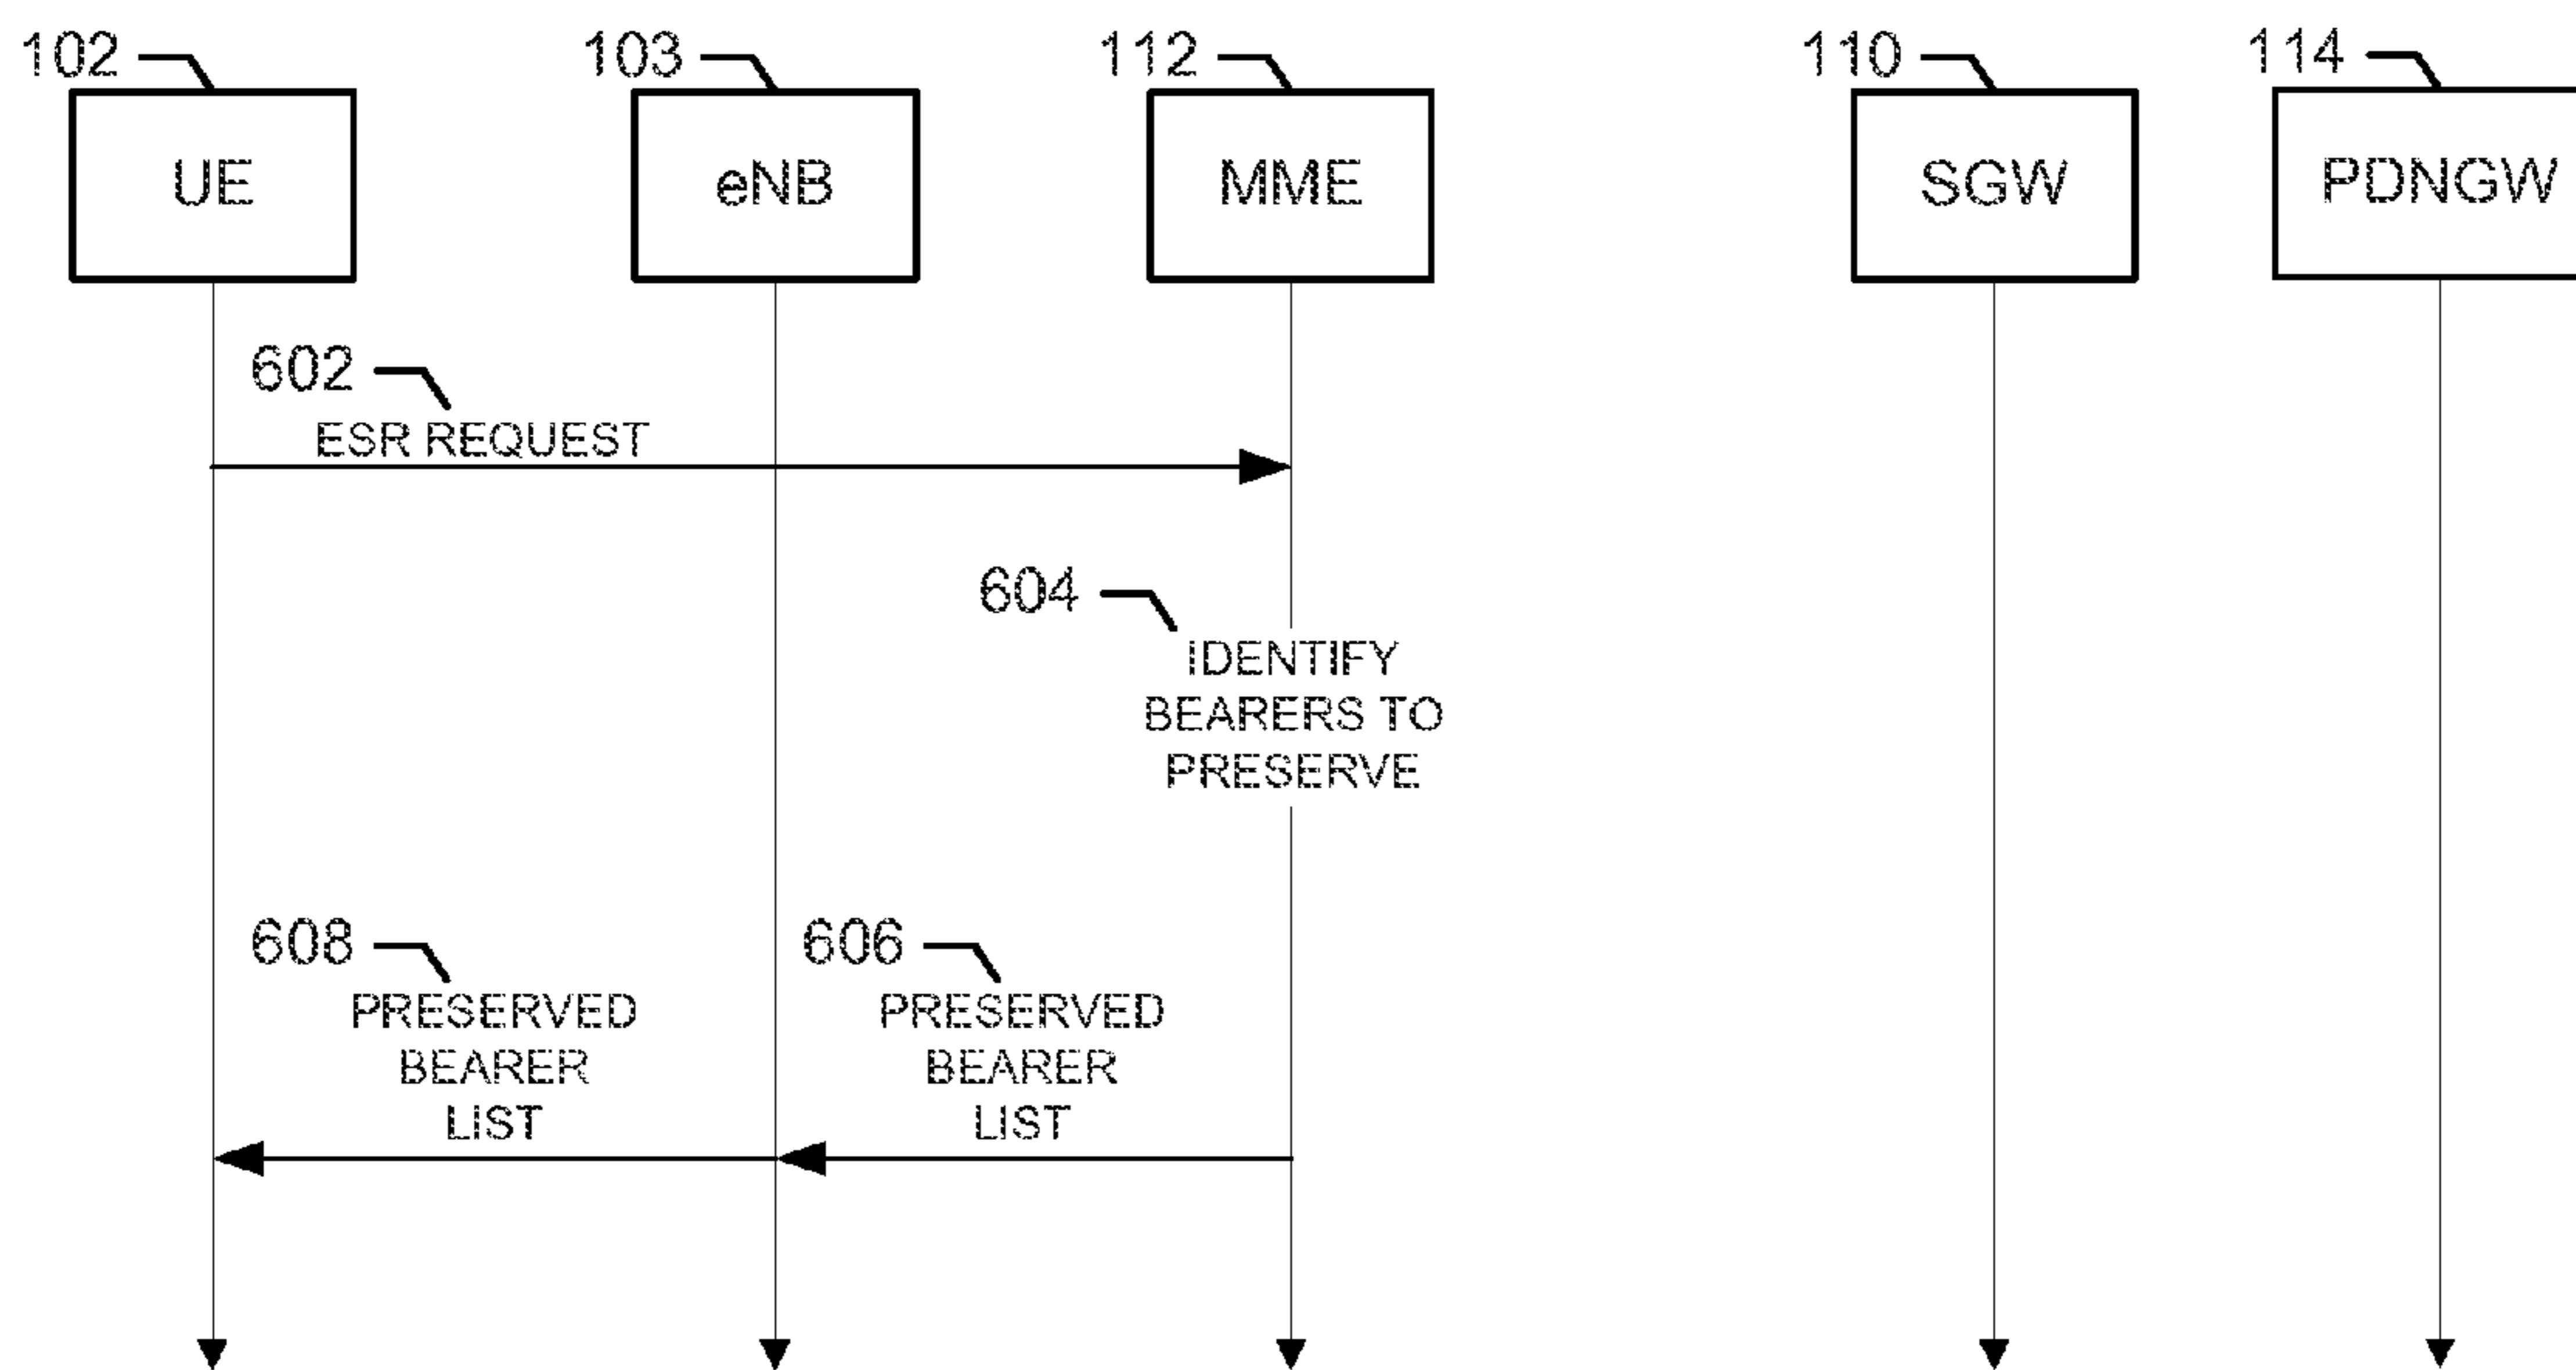 102
103
112
110
114
UE
eNB
MME
SGW
PDNGW
602
ESR REQUEST
604
IDENTIFY
BEARERS TO
PRESERVE
608
PRESERVED
BEARER
LIST
606
PRESERVED
BEARER
LIST